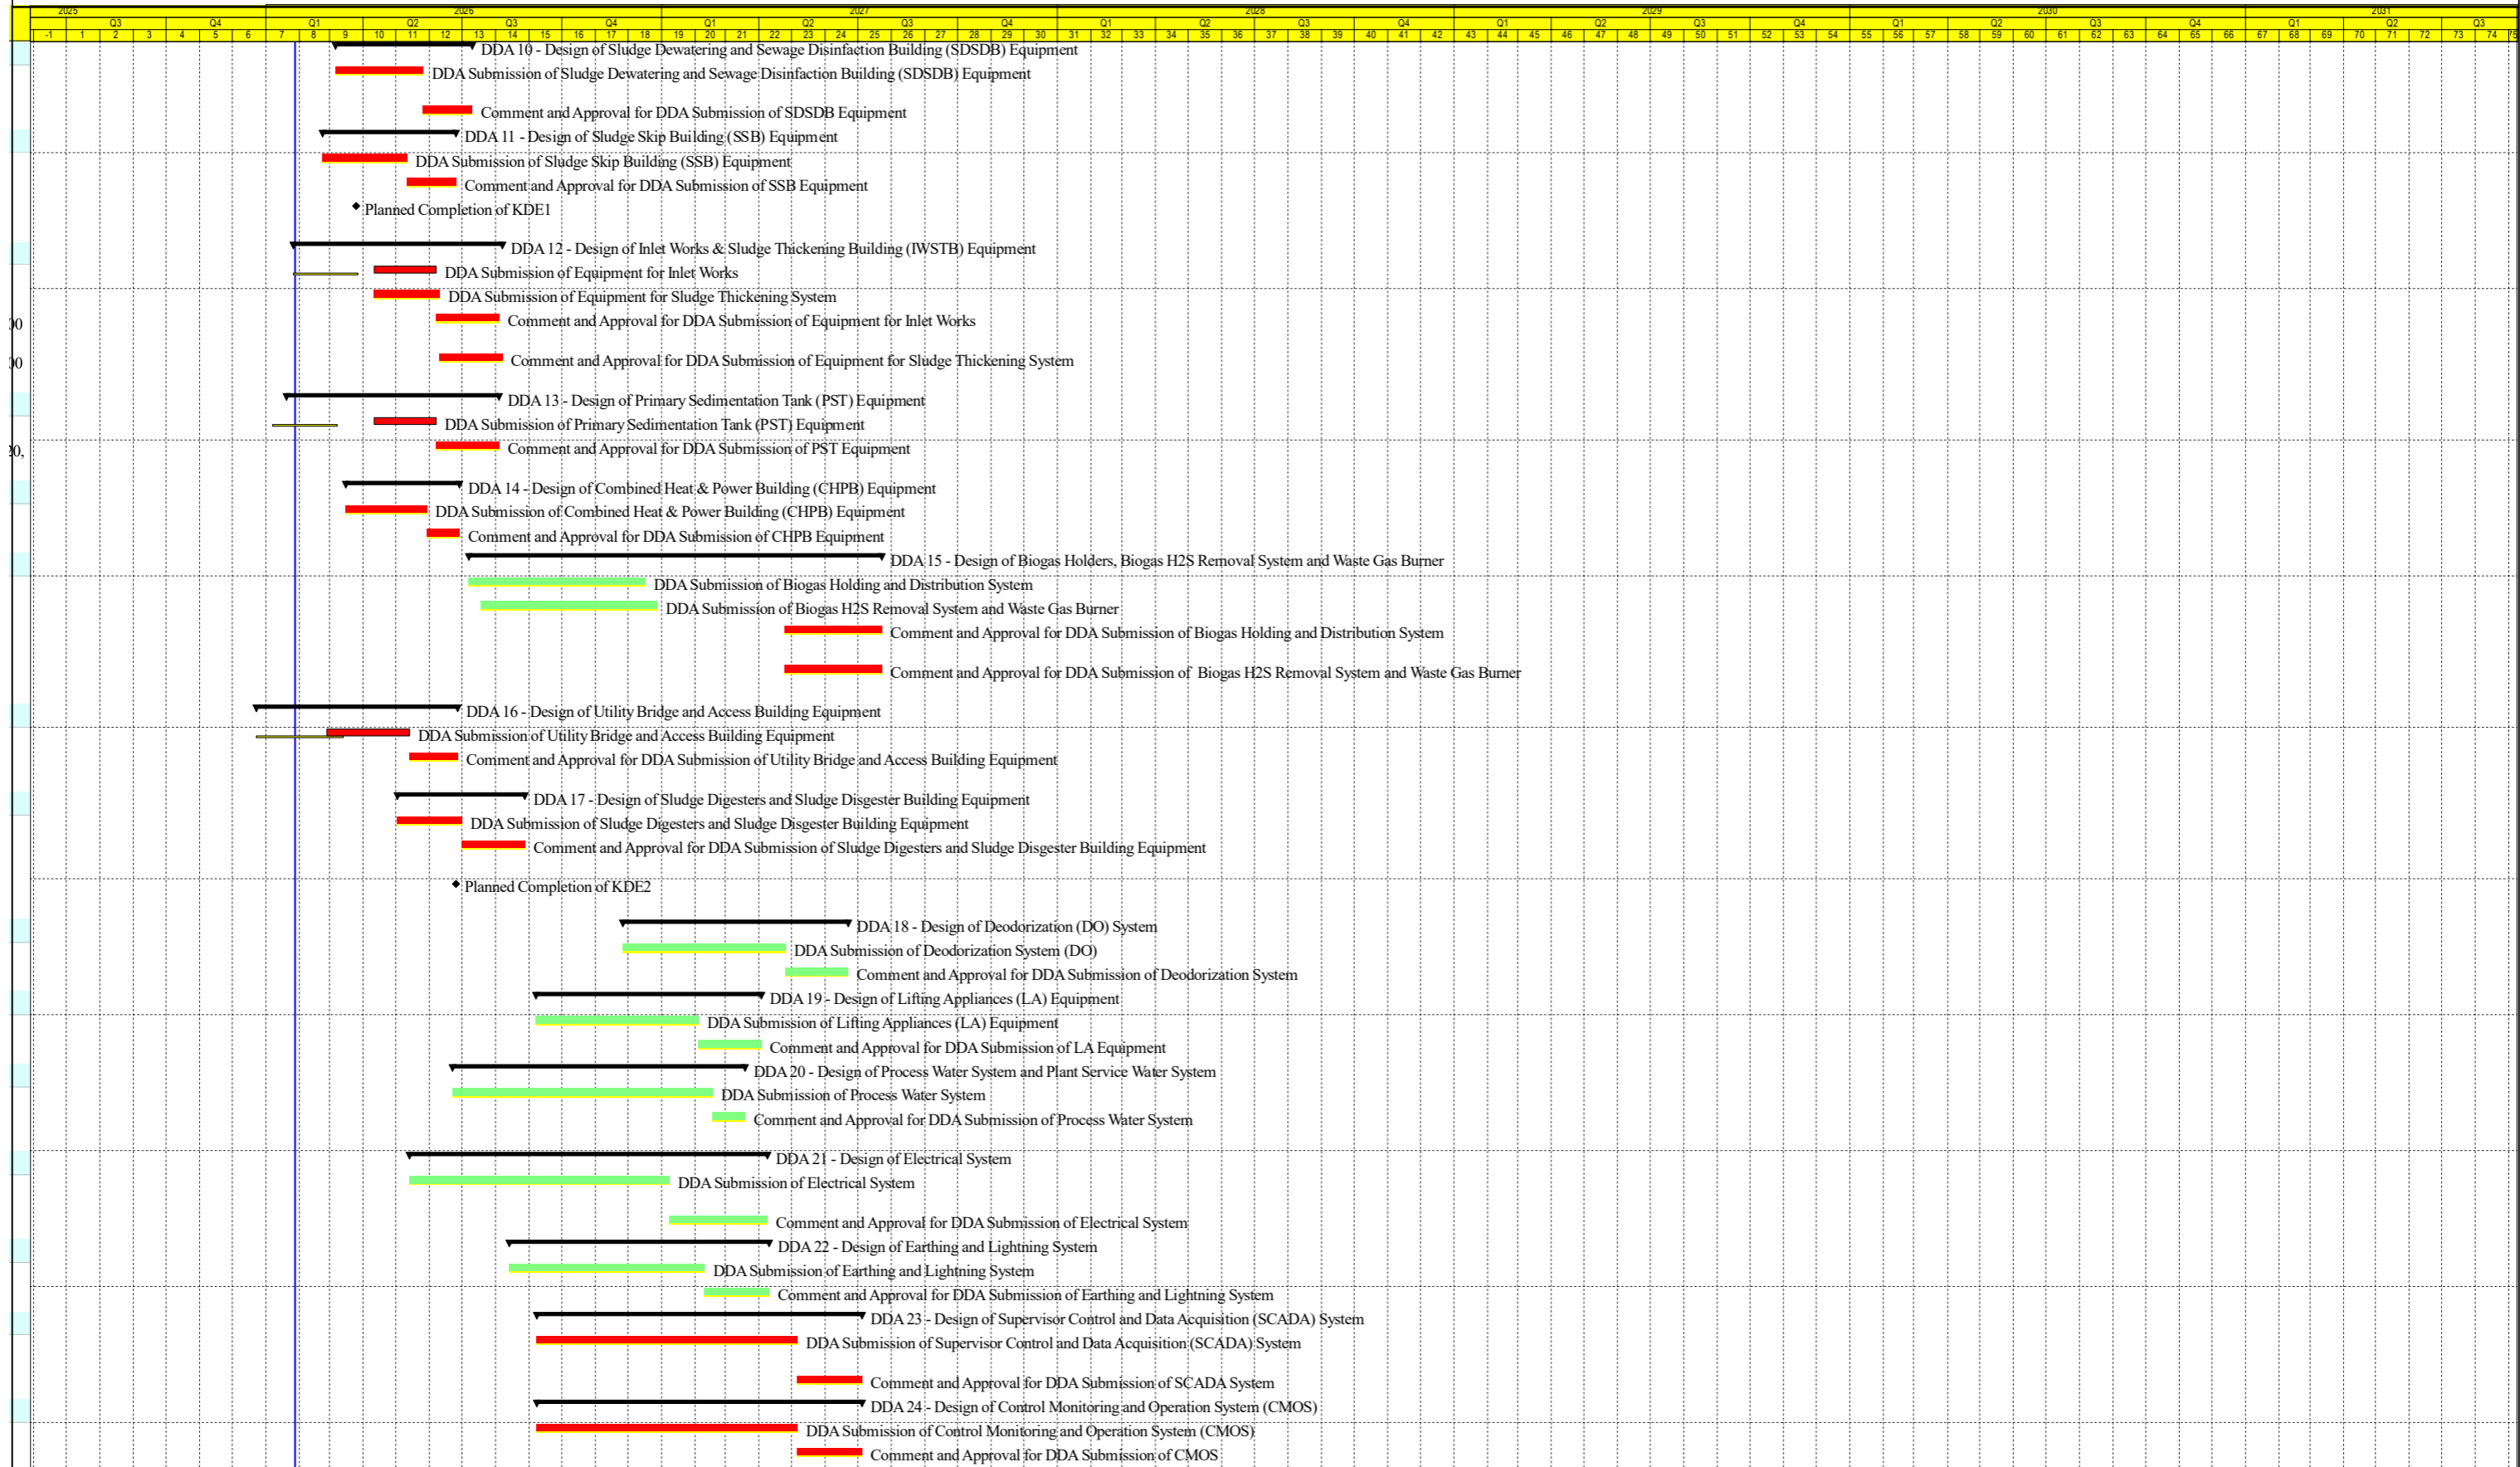 2025 2026 2027 2028 2029 2030 2031
Q3 Q4 Q1 Q2 Q3 Q4 Q1 Q2 Q3 Q4 Q1 Q2 Q3 Q4 Q1 Q2 Q3 Q4 Q1 Q2 Q3 Q4 Q1 Q2 Q3
-1 1 2 3 4 5 6 7 8 9 10 11 12 13 14 15 16 17 18 19 20 21 22 23 24 25 26 27 28 29 30 31 32 33 34 35 36 37 38 39 40 41 42 43 44 45 46 47 48 49 50 51 52 53 54 55 56 57 58 59 60 61 62 63 64 65 66 67 68 69 70 71 72 73 74 75
DDA 10 - Design of Sludge Dewatering and Sewage Disinfaction Building (SDSDB) Equipment
DDA Submission of Sludge Dewatering and Sewage Disinfaction Building (SDSDB) Equipment
Comment and Approval for DDA Submission of SDSDB Equipment
DDA 11 - Design of Sludge Skip Building (SSB) Equipment
DDA Submission of Sludge Skip Building (SSB) Equipment
Comment and Approval for DDA Submission of SSB Equipment
Planned Completion of KDE1
DDA 12 - Design of Inlet Works & Sludge Thickening Building (IWSTB) Equipment
DDA Submission of Equipment for Inlet Works
DDA Submission of Equipment for Sludge Thickening System
00 Comment and Approval for DDA Submission of Equipment for Inlet Works
00 Comment and Approval for DDA Submission of Equipment for Sludge Thickening System
DDA 13 - Design of Primary Sedimentation Tank (PST) Equipment
DDA Submission of Primary Sedimentation Tank (PST) Equipment
20, Comment and Approval for DDA Submission of PST Equipment
DDA 14 - Design of Combined Heat & Power Building (CHPB) Equipment
DDA Submission of Combined Heat & Power Building (CHPB) Equipment
Comment and Approval for DDA Submission of CHPB Equipment
DDA 15 - Design of Biogas Holders, Biogas H2S Removal System and Waste Gas Burner
DDA Submission of Biogas Holding and Distribution System
DDA Submission of Biogas H2S Removal System and Waste Gas Burner
Comment and Approval for DDA Submission of Biogas Holding and Distribution System
Comment and Approval for DDA Submission of Biogas H2S Removal System and Waste Gas Burner
DDA 16 - Design of Utility Bridge and Access Building Equipment
DDA Submission of Utility Bridge and Access Building Equipment
Comment and Approval for DDA Submission of Utility Bridge and Access Building Equipment
DDA 17 - Design of Sludge Digesters and Sludge Disgester Building Equipment
DDA Submission of Sludge Digesters and Sludge Disgester Building Equipment
Comment and Approval for DDA Submission of Sludge Digesters and Sludge Disgester Building Equipment
Planned Completion of KDE2
DDA 18 - Design of Deodorization (DO) System
DDA Submission of Deodorization System (DO)
Comment and Approval for DDA Submission of Deodorization System
DDA 19 - Design of Lifting Appliances (LA) Equipment
DDA Submission of Lifting Appliances (LA) Equipment
Comment and Approval for DDA Submission of LA Equipment
DDA 20 - Design of Process Water System and Plant Service Water System
DDA Submission of Process Water System
Comment and Approval for DDA Submission of Process Water System
DDA 21 - Design of Electrical System
DDA Submission of Electrical System
Comment and Approval for DDA Submission of Electrical System
DDA 22 - Design of Earthing and Lightning System
DDA Submission of Earthing and Lightning System
Comment and Approval for DDA Submission of Earthing and Lightning System
DDA 23 - Design of Supervisor Control and Data Acquisition (SCADA) System
DDA Submission of Supervisor Control and Data Acquisition (SCADA) System
Comment and Approval for DDA Submission of SCADA System
DDA 24 - Design of Control Monitoring and Operation System (CMOS)
DDA Submission of Control Monitoring and Operation System (CMOS)
Comment and Approval for DDA Submission of CMOS